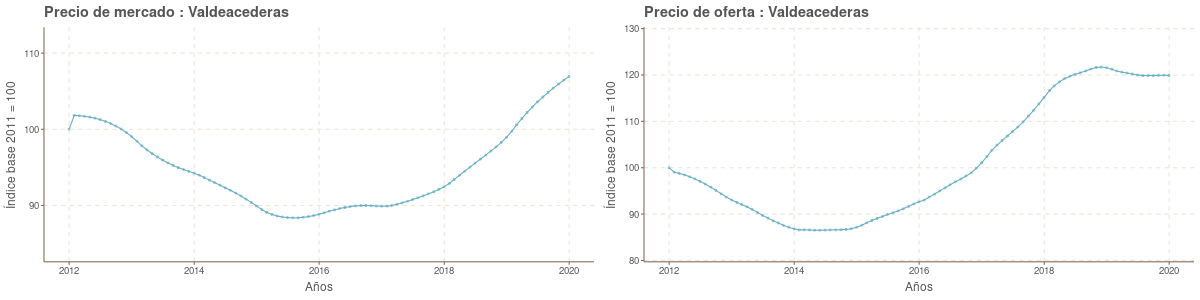 Precio de mercado : Valdeacederas
110
100
90
Índice base 2011 = 100
2012 2014 2016 2018 2020
Años
Precio de oferta : Valdeacederas
130
120
110
100
90
80
Índice base 2011 = 100
2012 2014 2016 2018 2020
Años